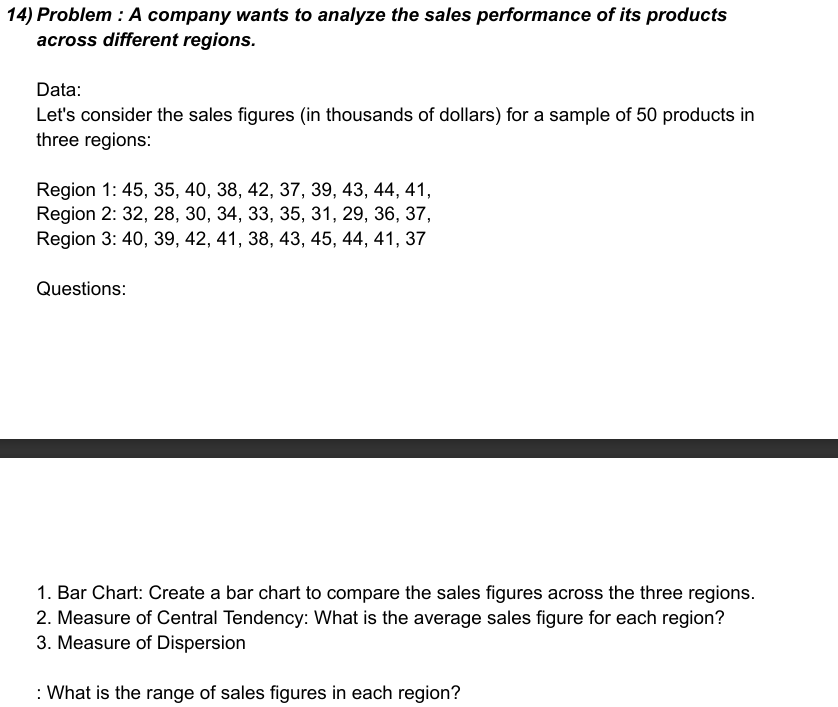 14) Problem : A company wants to analyze the sales performance of its products
across different regions.
Data:
Let's consider the sales figures (in thousands of dollars) for a sample of 50 products in
three regions:
Region 1: 45, 35, 40, 38, 42, 37, 39, 43, 44, 41,
Region 2: 32, 28, 30, 34, 33, 35, 31, 29, 36, 37,
Region 3: 40, 39, 42, 41, 38, 43, 45, 44, 41, 37
Questions:
1. Bar Chart: Create a bar chart to compare the sales figures across the three regions.
2. Measure of Central Tendency: What is the average sales figure for each region?
3. Measure of Dispersion
: What is the range of sales figures in each region?